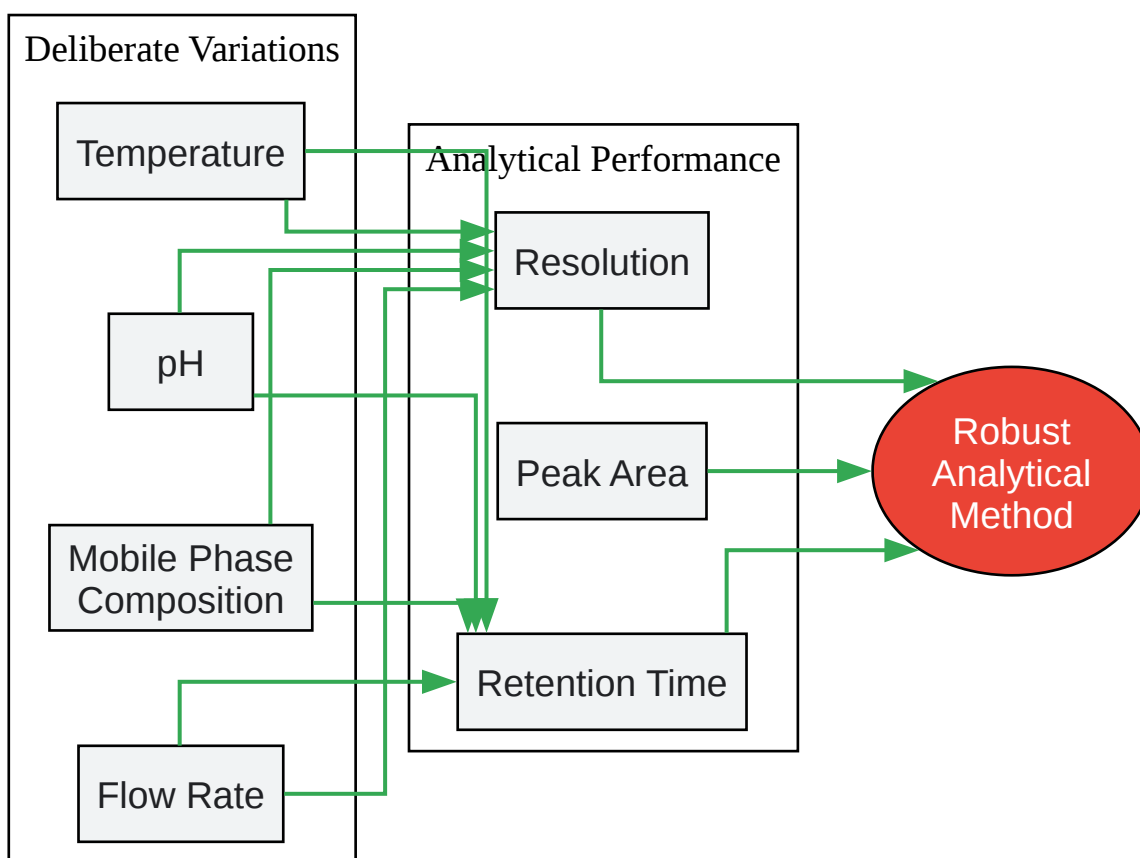 Deliberate Variations
Temperature
pH
Mobile Phase
Composition
Flow Rate
Analytical Performance
Resolution
Peak Area
Retention Time
Robust
Analytical
Method